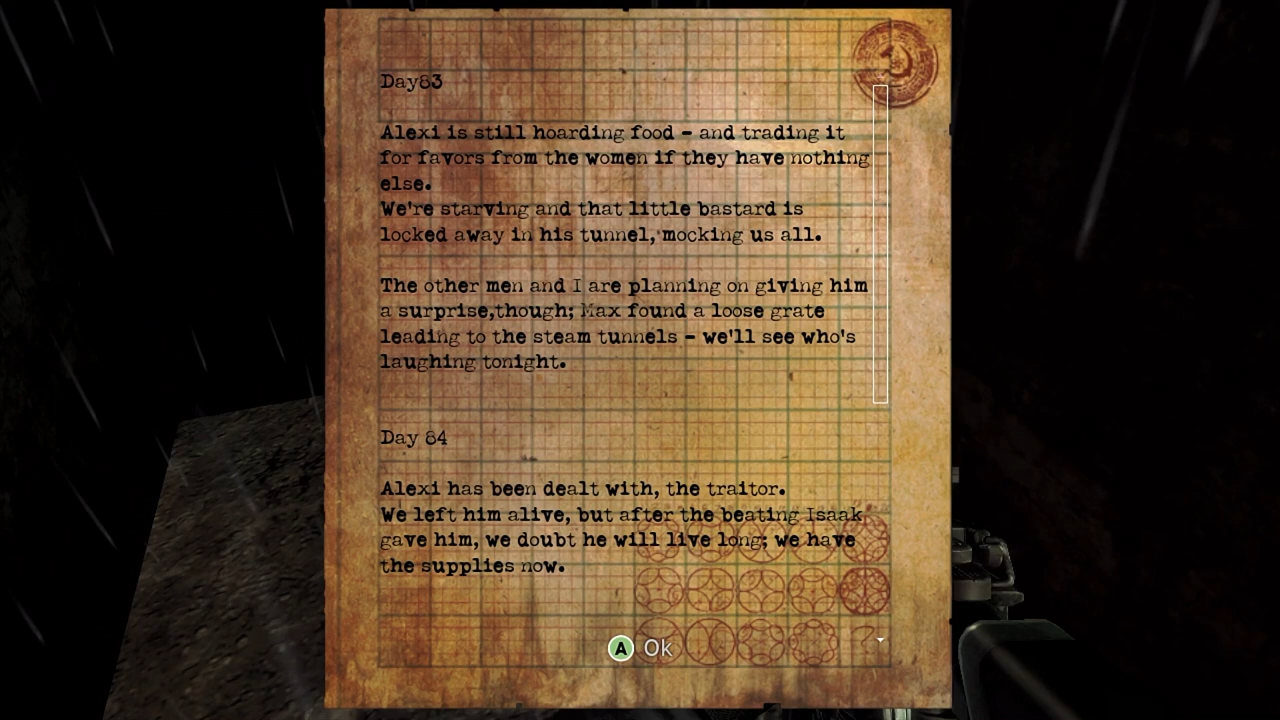 Day83
Alexi is still hoarding food - and trading it
for favors from the women if they have nothing
else.
We're starving and that little bastard is
locked away in his tunnel, mocking us all.
The other men and I are planning on giving him
a surprise,though; Max found a loose grate
leading to the steam tunnels - we'll see who's
laughing tonight.
Day 84
Alexi has been dealt with, the traitor.
We left him alive, but after the beating Isaak
gave him, we doubt he will live long; we have
the supplies now.
A Ok